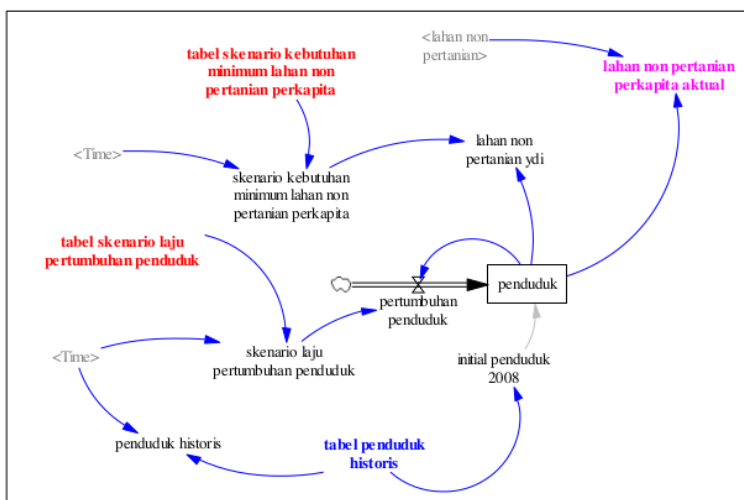 <lahan non
pertanian>
tabel skenario kebutuhan
minimum lahan non
pertanian perkapita
lahan non pertanian
perkapita aktual
<Time>
lahan non
pertanian ydi
skenario kebutuhan
minimum lahan non
pertanian perkapita
tabel skenario laju
pertumbuhan penduduk
penduduk
pertumbuhan
penduduk
<Time>
skenario laju
pertumbuhan penduduk
initial penduduk
2008
penduduk historis
tabel penduduk
historis